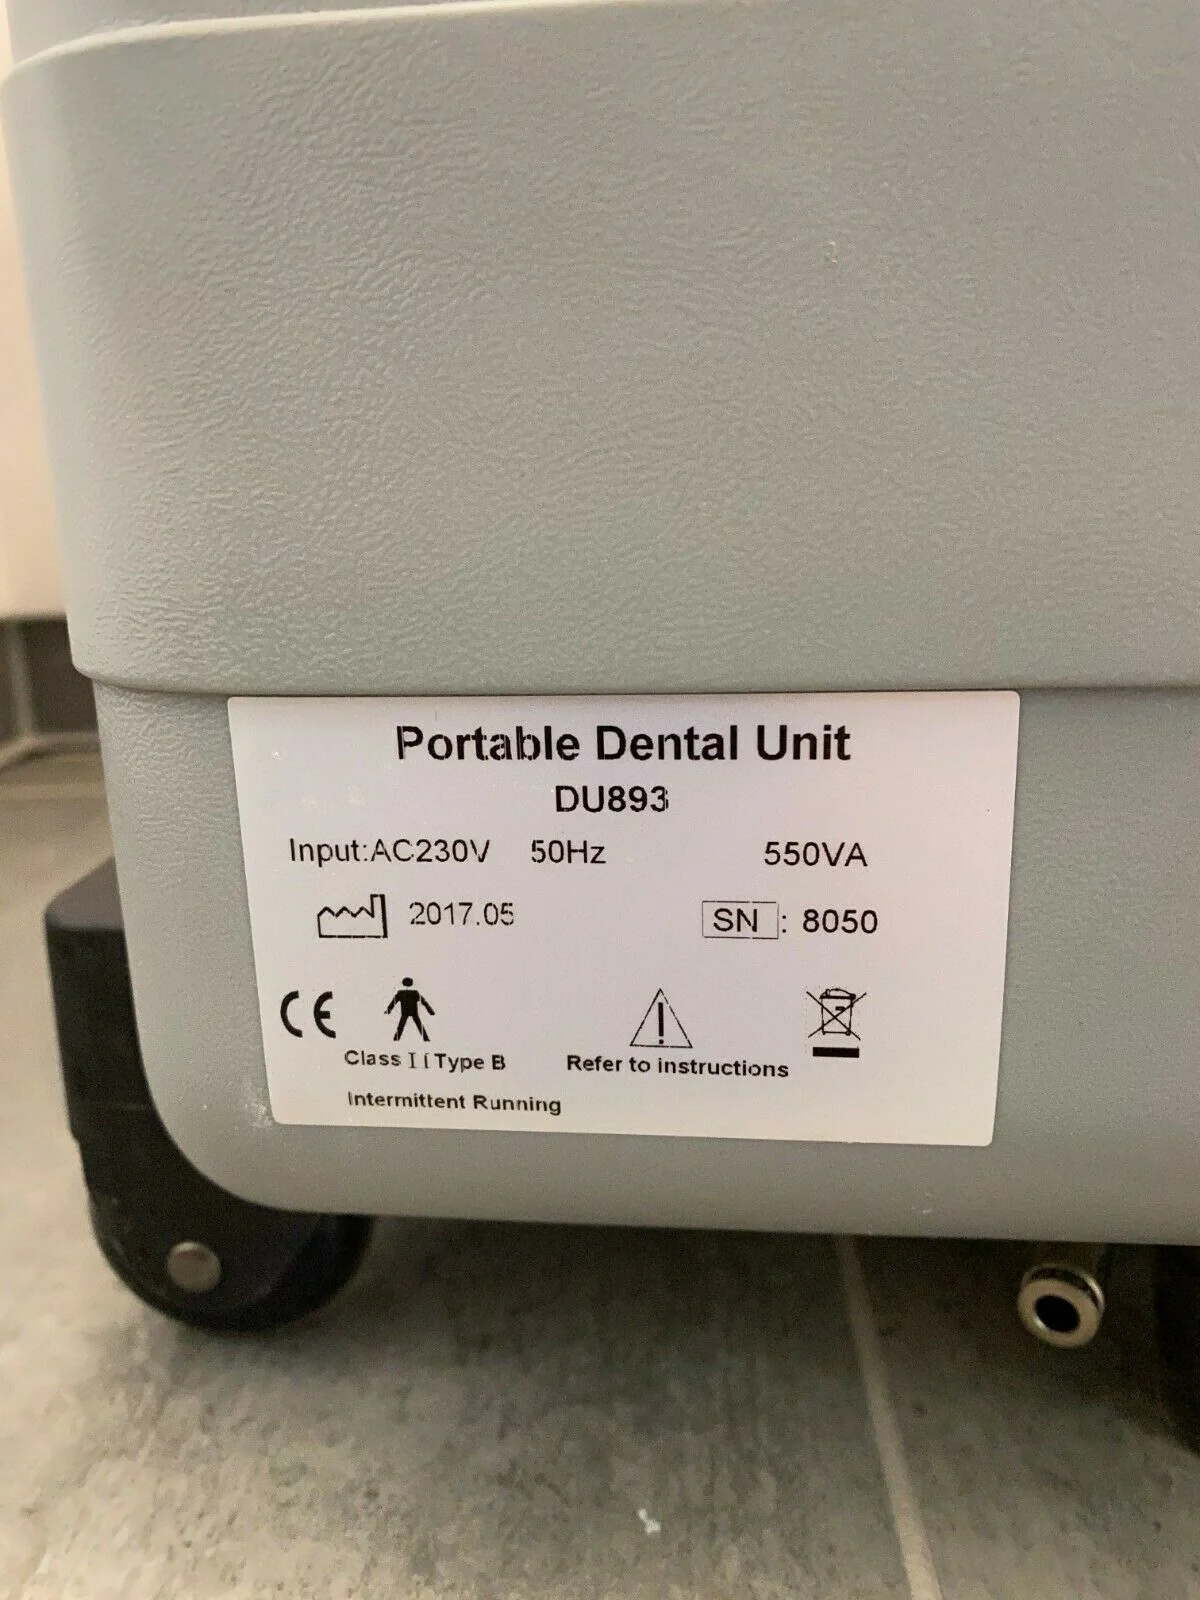 Portable Dental Unit
DU893
Input:AC230V 50Hz 550VA
2017.05 SN : 8050
CE
Class II Type B Refer to instructions
Intermittent Running